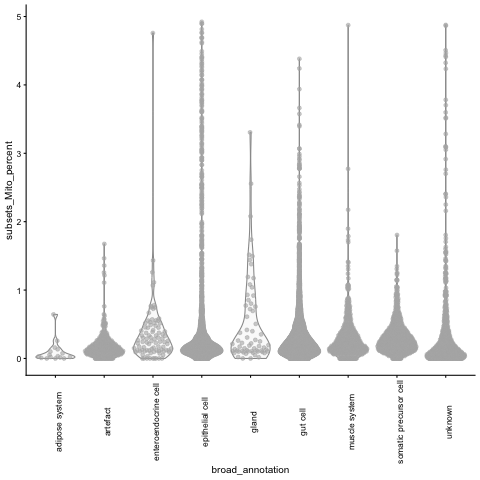 subsets_Mito_percent
5
4
3
2
1
0
adipose system
artefact
enteroendocrine cell
epithelial cell
gland
gut cell
muscle system
somatic precursor cell
unknown
broad_annotation